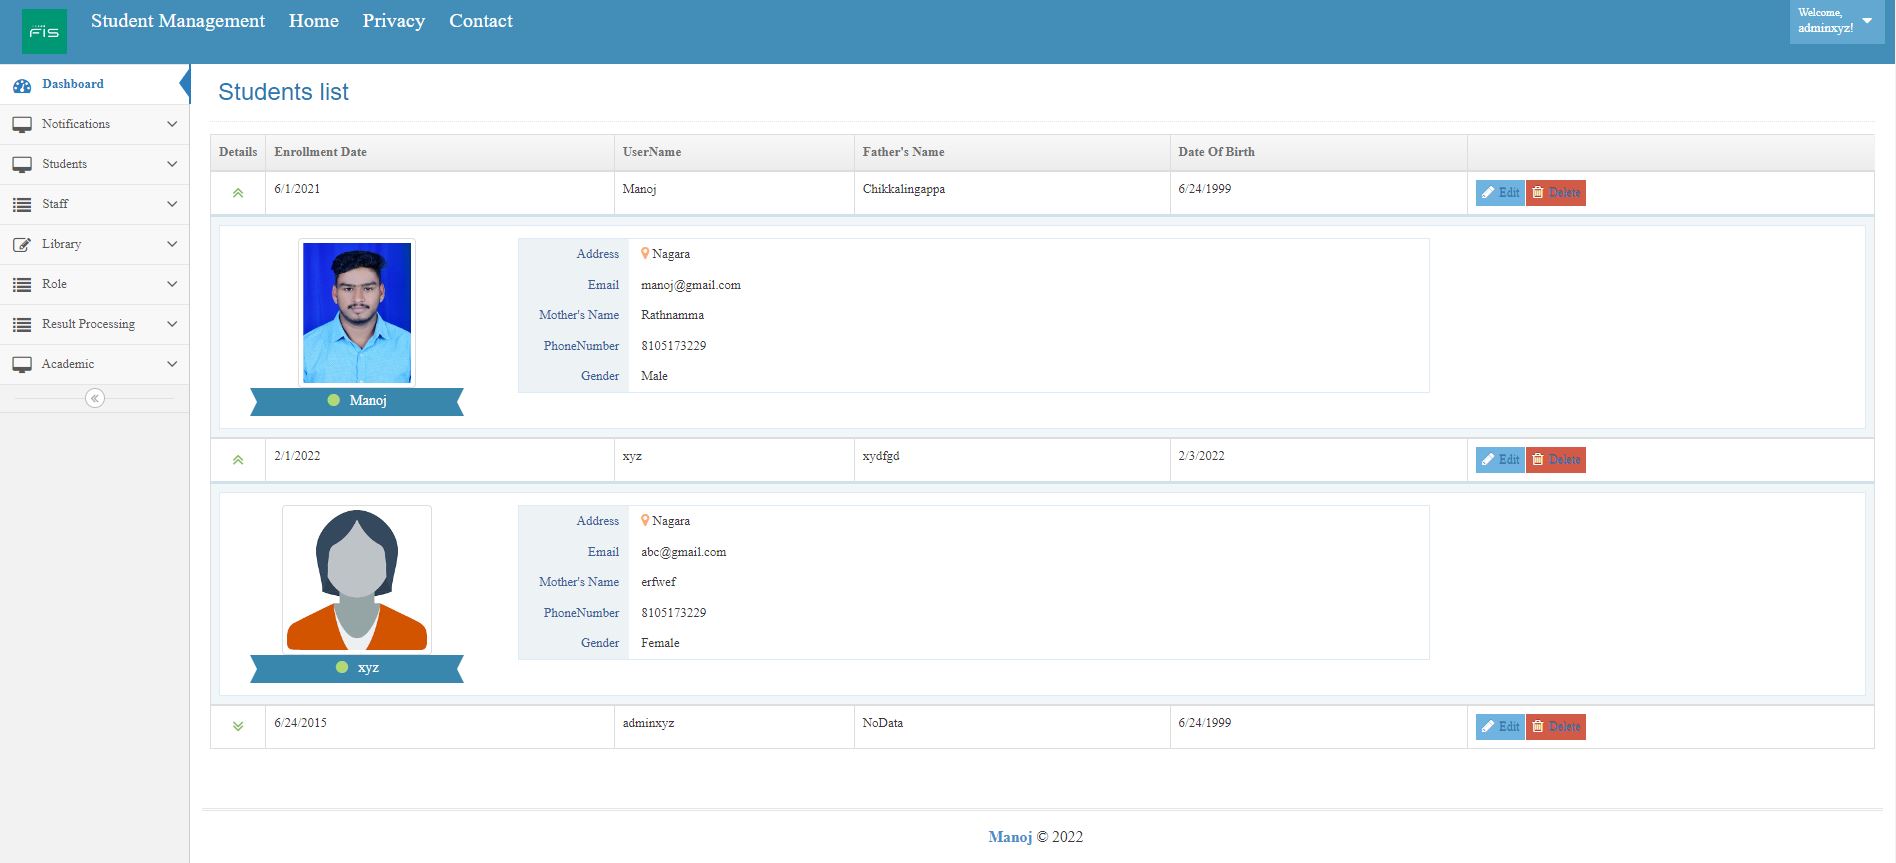 FIS Student Management Home Privacy Contact Welcome, adminxyz!
Dashboard
Notifications
Students
Staff
Library
Role
Result Processing
Academic
Students list
Details Enrollment Date UserName Father's Name Date Of Birth
6/1/2021 Manoj Chikkalingappa 6/24/1999 Edit Delete
Manoj
Address Nagara
Email manoj@gmail.com
Mother's Name Rathnamma
PhoneNumber 8105173229
Gender Male
2/1/2022 xyz xydfgd 2/3/2022 Edit Delete
xyz
Address Nagara
Email abc@gmail.com
Mother's Name erfwef
PhoneNumber 8105173229
Gender Female
6/24/2015 adminxyz NoData 6/24/1999 Edit Delete
Manoj © 2022